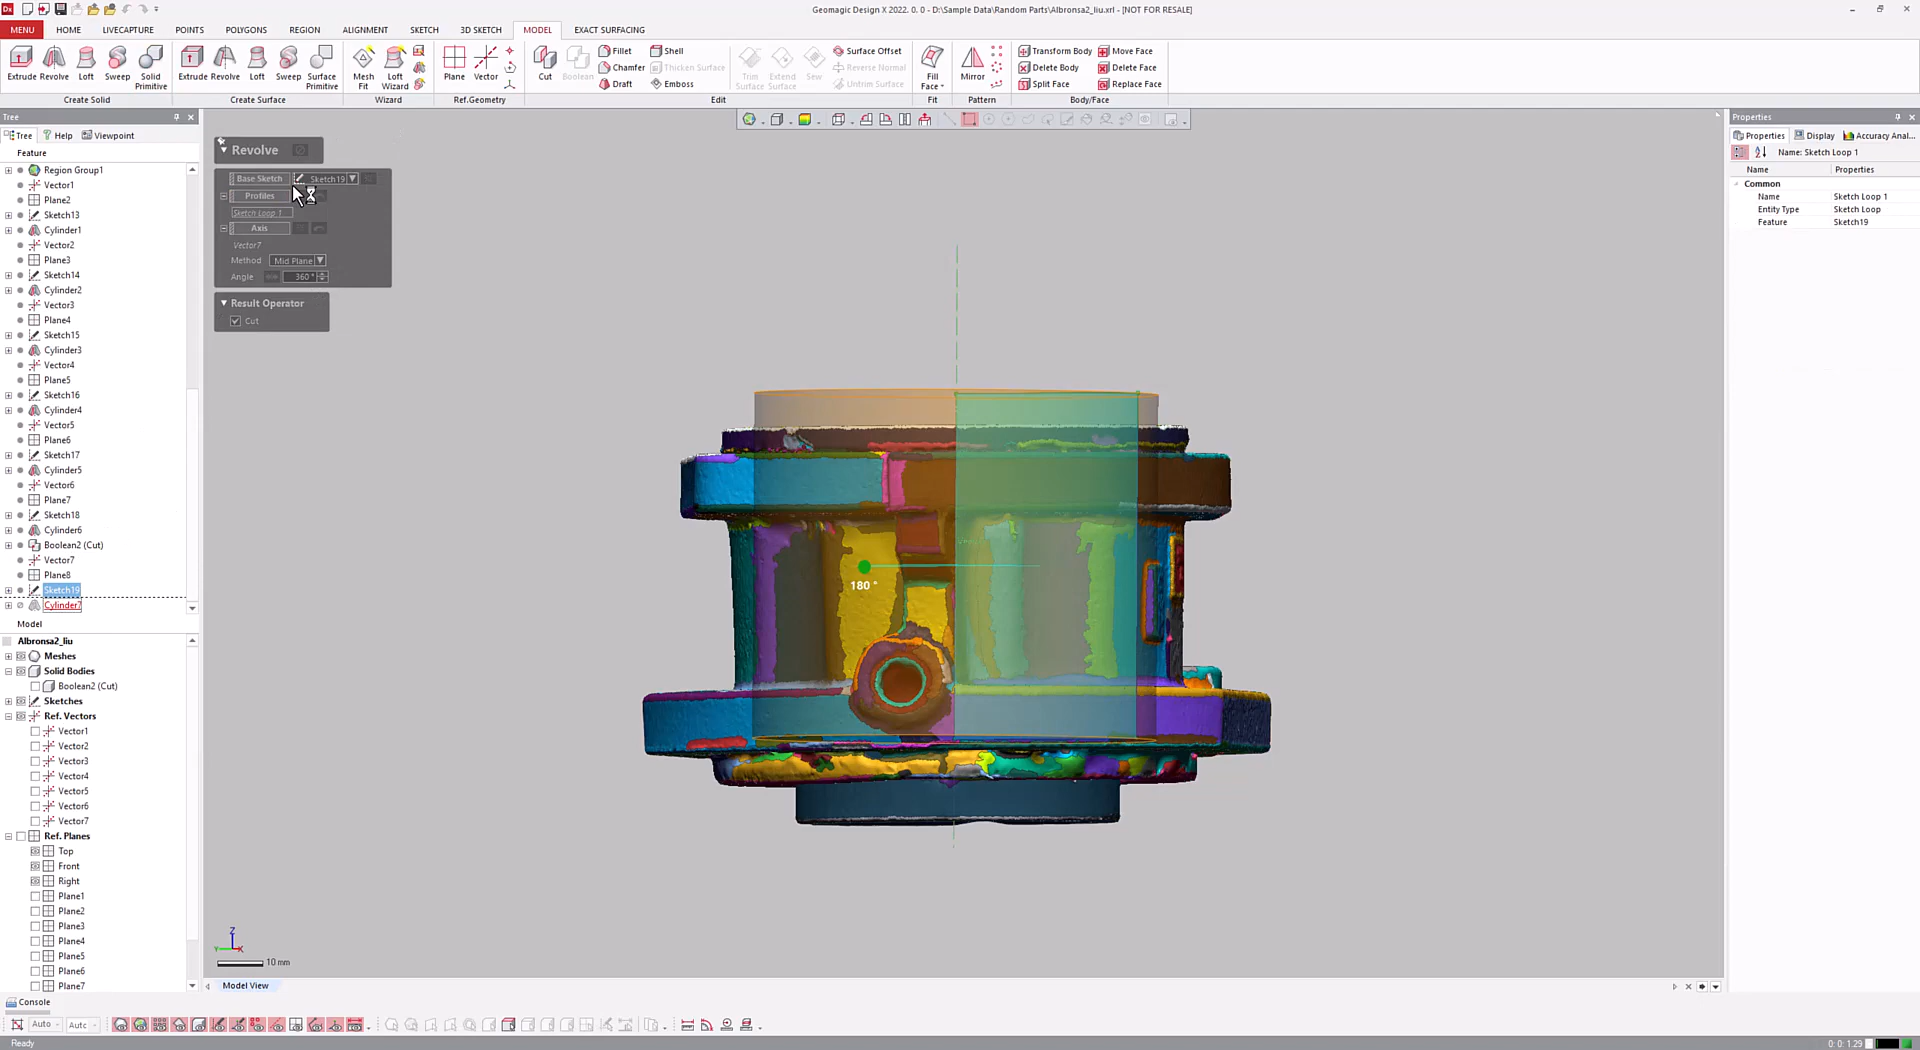 Geomagic Design X 2022. 0. 0 - D:\Sample Data\Random Parts\Albronsa2_liu.xrl - [NOT FOR RESALE]
MENU HOME LIVECAPTURE POINTS POLYGONS REGION ALIGNMENT SKETCH 3D SKETCH MODEL EXACT SURFACING
Extrude Revolve Loft Sweep Solid Primitive
Create Solid
Extrude Revolve Loft Sweep Surface Primitive
Create Surface
Mesh Fit Loft Wizard
Wizard
Plane Vector
Ref.Geometry
Cut Boolean Fillet Chamfer Draft Shell Thicken Surface Emboss
Trim Surface Extend Surface Sew Surface Offset Reverse Normal Untrim Surface
Edit
Fill Face
Fit
Mirror
Pattern
Transform Body Move Face
Delete Body Delete Face
Split Face Replace Face
Body/Face
Tree
Tree Help Viewpoint
Feature
Region Group1
Vector1
Plane2
Sketch13
Cylinder1
Vector2
Plane3
Sketch14
Cylinder2
Vector3
Plane4
Sketch15
Cylinder3
Vector4
Plane5
Sketch16
Cylinder4
Vector5
Plane6
Sketch17
Cylinder5
Vector6
Plane7
Sketch18
Cylinder6
Boolean2 (Cut)
Vector7
Plane8
Sketch19
Cylinder7
Model
Albronsa2_liu
Meshes
Solid Bodies
Boolean2 (Cut)
Sketches
Ref. Vectors
Vector1
Vector2
Vector3
Vector4
Vector5
Vector6
Vector7
Ref. Planes
Top
Front
Right
Plane1
Plane2
Plane3
Plane4
Plane5
Plane6
Plane7
Revolve
Base Sketch Sketch19
Profiles
Sketch Loop 1
Axis
Vector7
Method Mid Plane
Angle 360 °
Result Operator
Cut
180 °
Z
Y X
10 mm
Model View
Properties
Properties Display Accuracy Anal...
Name: Sketch Loop 1
Name Properties
Common
Name Sketch Loop 1
Entity Type Sketch Loop
Feature Sketch19
Console
Auto
Ready
0: 0: 1.29